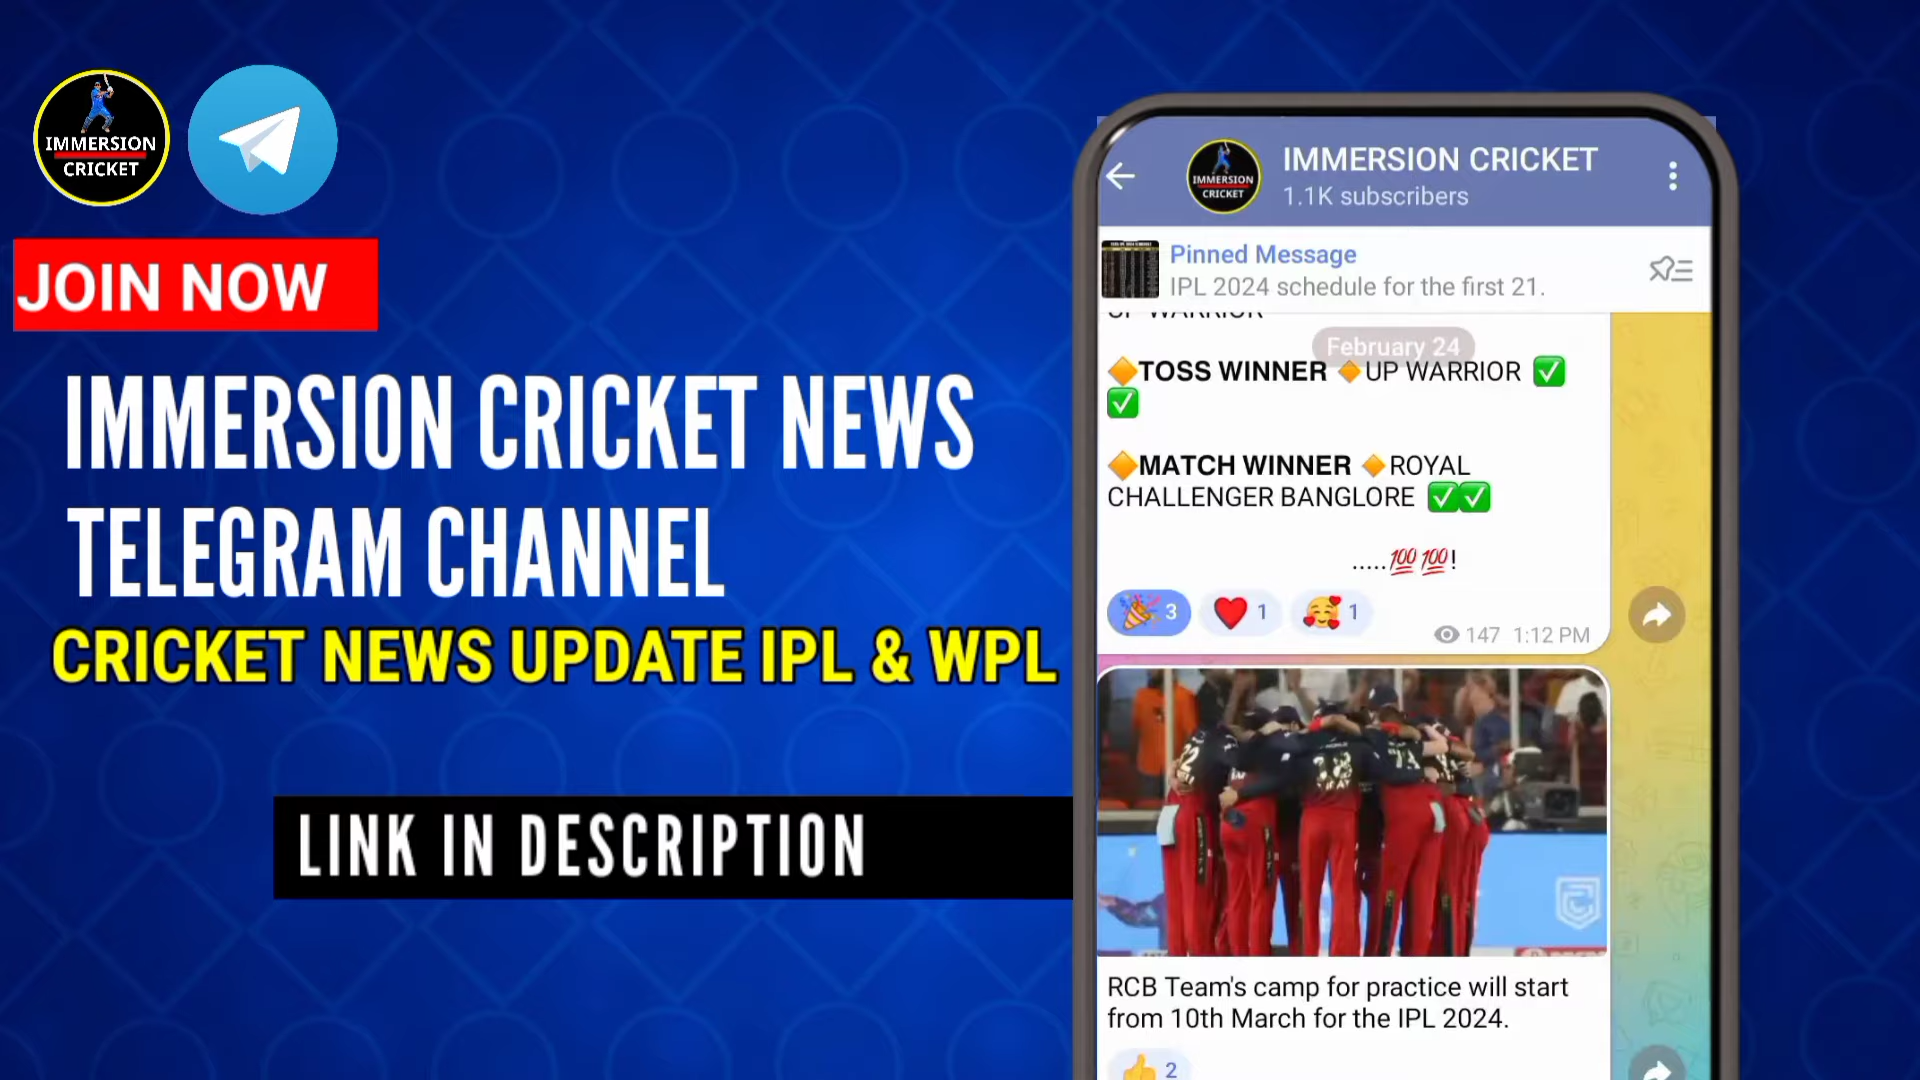 IMMERSION
CRICKET
JOIN NOW
IMMERSION CRICKET NEWS
TELEGRAM CHANNEL
CRICKET NEWS UPDATE IPL & WPL
LINK IN DESCRIPTION
IMMERSION
CRICKET
IMMERSION CRICKET
1.1K subscribers
Pinned Message
IPL 2024 schedule for the first 21.
UP WARRIOR
February 24
🔶TOSS WINNER 🔸UP WARRIOR ✅
✅
🔶MATCH WINNER 🔸ROYAL
CHALLENGER BANGLORE ✅✅
.....💯💯!
🎉 3 ❤️ 1 🥰 1
147 1:12 PM
RCB Team's camp for practice will start
from 10th March for the IPL 2024.
👍 2